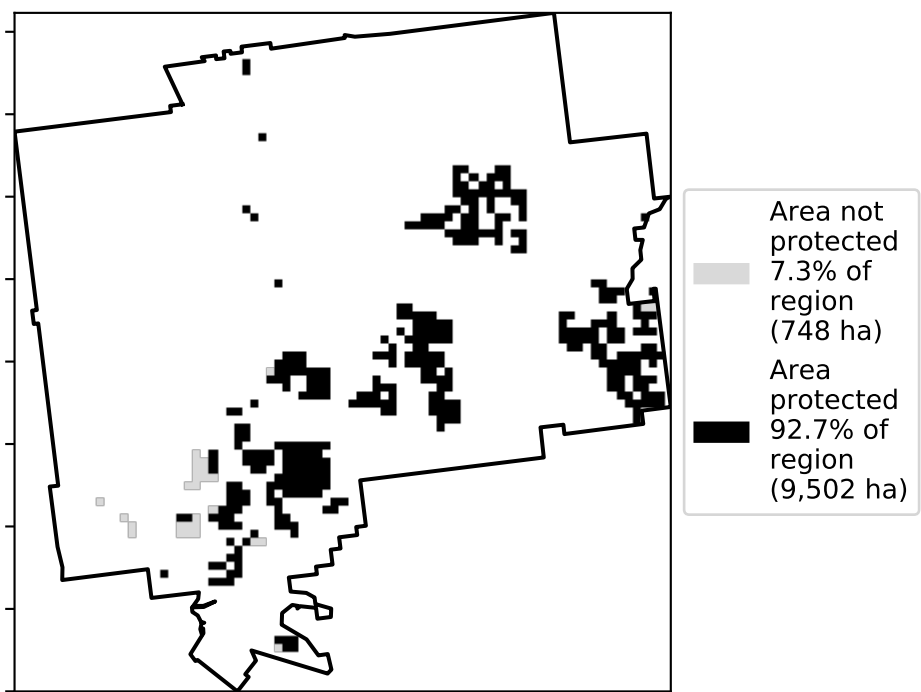 Area not
protected
7.3% of
region
(748 ha)
Area
protected
92.7% of
region
(9,502 ha)